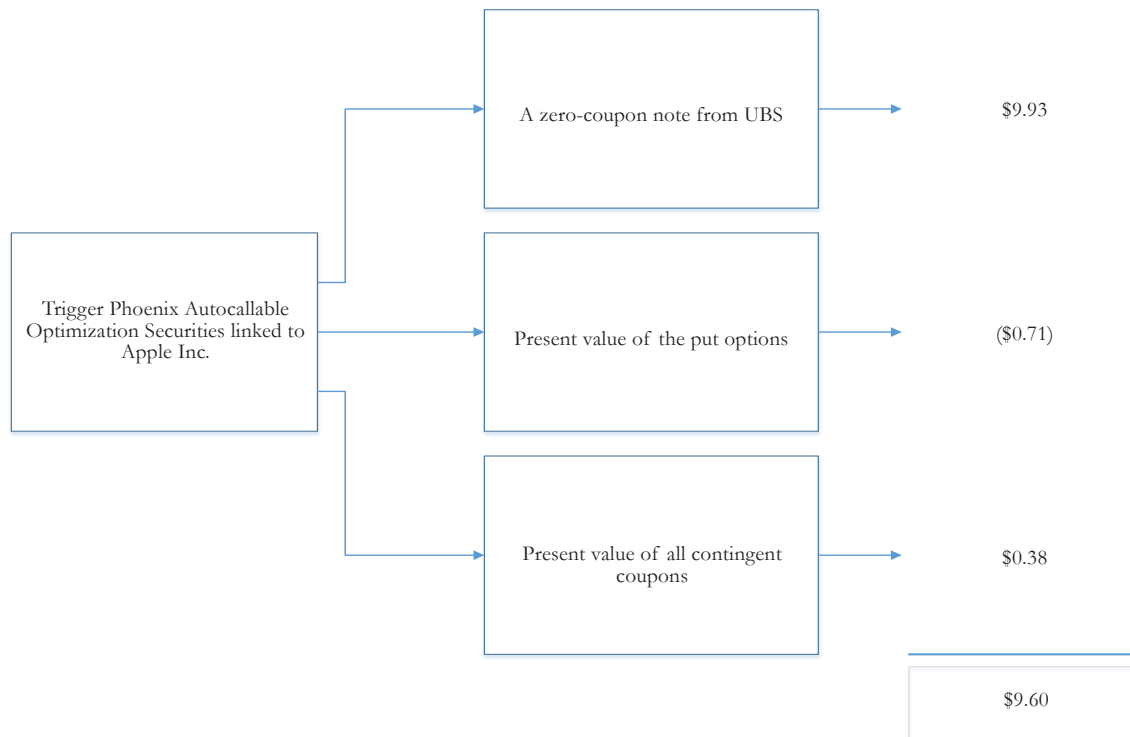 A zero-coupon note from UBS
$9.93
Trigger Phoenix Autocallable
Optimization Securities linked to
Apple Inc.
Present value of the put options
($0.71)
Present value of all contingent
coupons
$0.38
$9.60